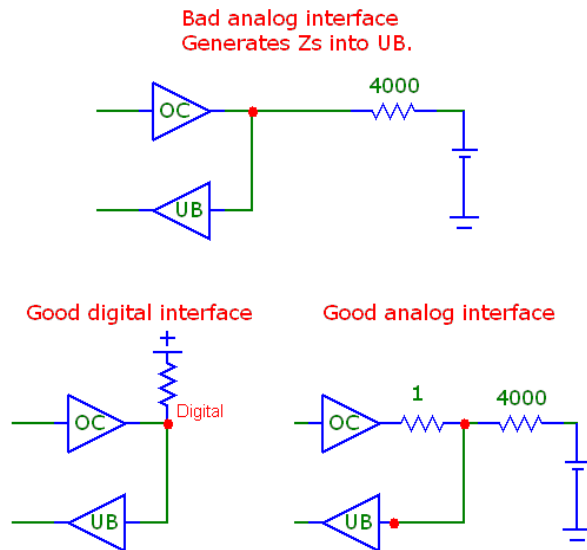 Bad analog interface
Generates Zs into UB.
4000
OC
UB
Good digital interface
Good analog interface
+
Digital
OC
1
4000
OC
UB
UB